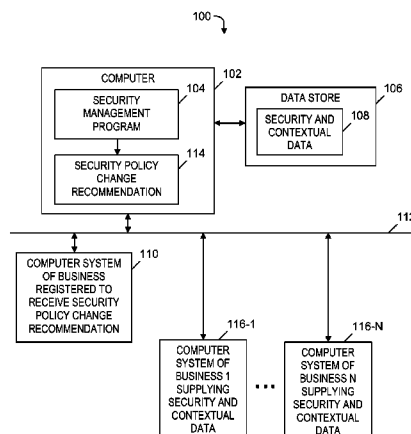 100
COMPUTER
102
104
SECURITY
MANAGEMENT
PROGRAM
114
SECURITY POLICY
CHANGE
RECOMMENDATION
DATA STORE
106
SECURITY AND
CONTEXTUAL
DATA
108
112
110
COMPUTER SYSTEM
OF BUSINESS
REGISTERED TO
RECEIVE SECURITY
POLICY CHANGE
RECOMMENDATION
116-1
COMPUTER
SYSTEM OF
BUSINESS 1
SUPPLYING
SECURITY AND
CONTEXTUAL
DATA
116-N
COMPUTER
SYSTEM OF
BUSINESS N
SUPPLYING
SECURITY AND
CONTEXTUAL
DATA